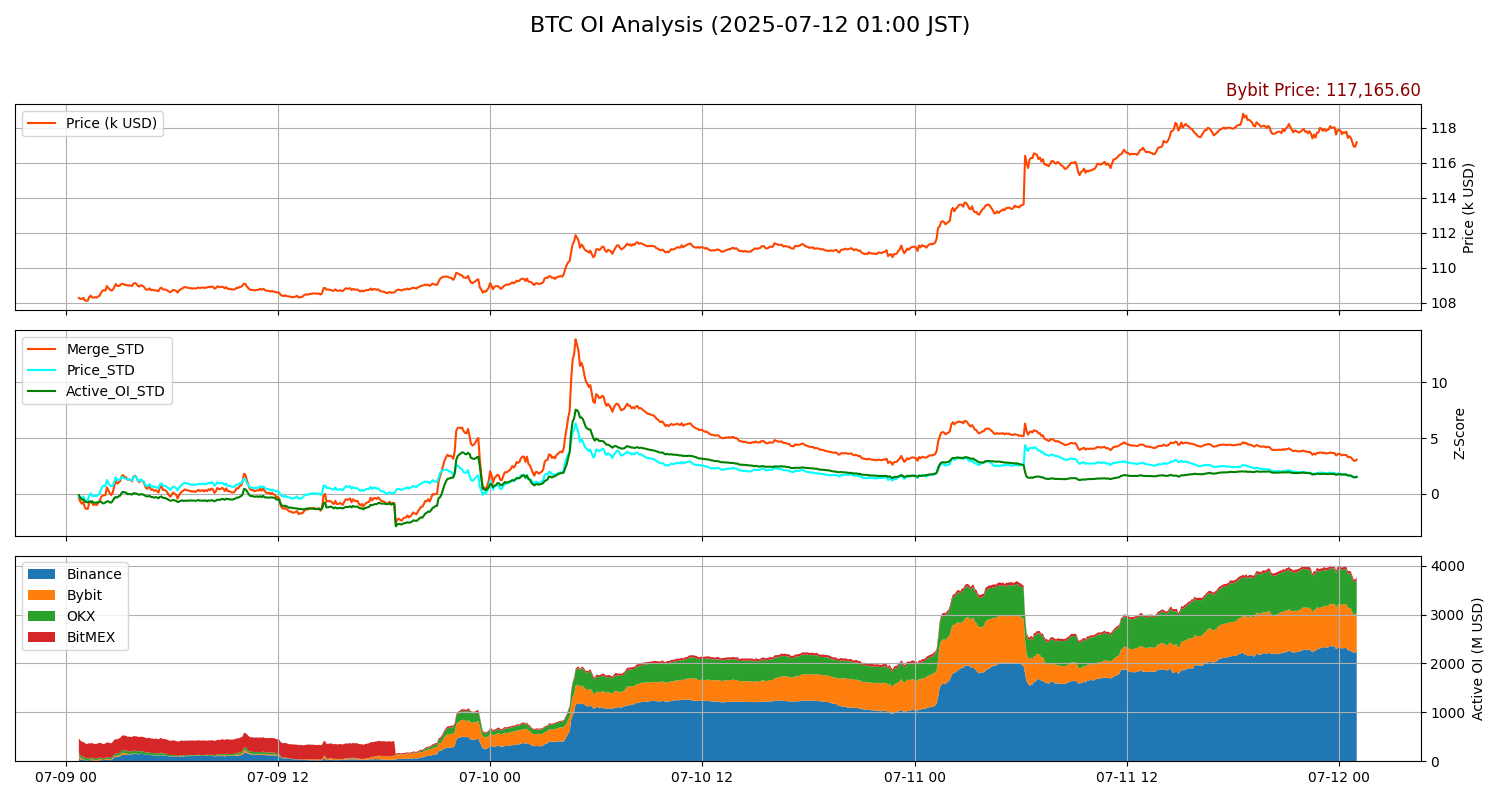 BTC OI Analysis (2025-07-12 01:00 JST)
Bybit Price: 117,165.60
Price (k USD)
118
116
114
112
110
108
Price (k USD)
Merge_STD
Price_STD
Active_OI_STD
10
5
0
Z-Score
Binance
Bybit
OKX
BitMEX
4000
3000
2000
1000
0
Active OI (M USD)
07-09 00
07-09 12
07-10 00
07-10 12
07-11 00
07-11 12
07-12 00